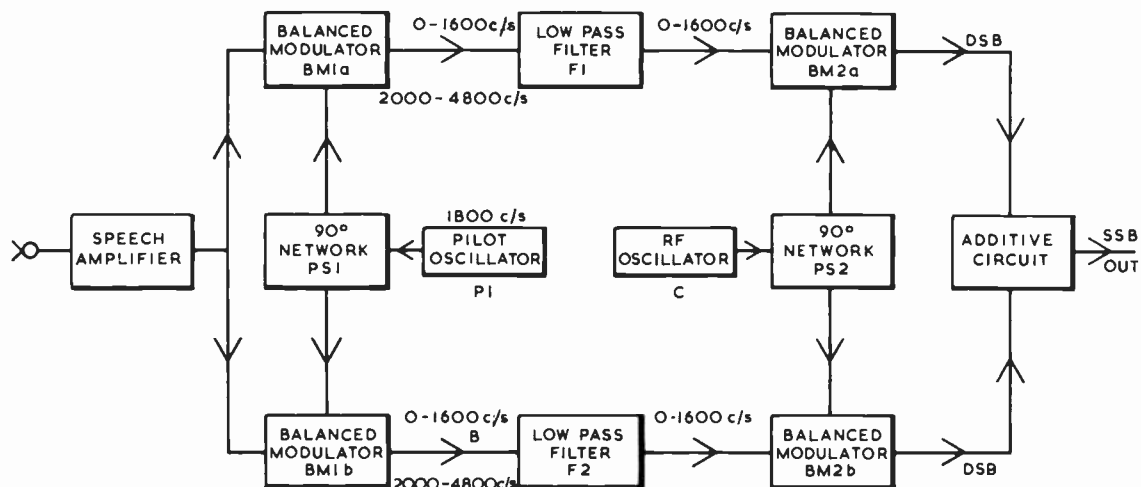 BALANCED
MODULATOR
BM1a
0-1600c/s
2000-4800c/s
LOW PASS
FILTER
F1
0-1600c/s
BALANCED
MODULATOR
BM2a
DSB
SPEECH
AMPLIFIER
90°
NETWORK
PS1
1800 c/s
PILOT
OSCILLATOR
P1
RF
OSCILLATOR
C
90°
NETWORK
PS2
ADDITIVE
CIRCUIT
SSB
OUT
BALANCED
MODULATOR
BM1b
0-1600c/s
B
2000-4800c/s
LOW PASS
FILTER
F2
0-1600c/s
BALANCED
MODULATOR
BM2b
DSB